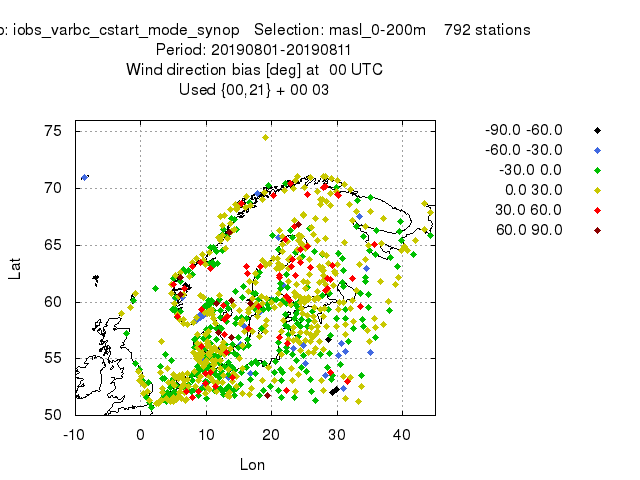 : iobs_varbc_cstart_mode_synop Selection: masl_0-200m 792 stations
Period: 20190801-20190811
Wind direction bias [deg] at 00 UTC
Used {00,21} + 00 03
75
70
65
60
55
50
-10 0 10 20 30 40
Lat
Lon
-90.0 -60.0
-60.0 -30.0
-30.0 0.0
0.0 30.0
30.0 60.0
60.0 90.0